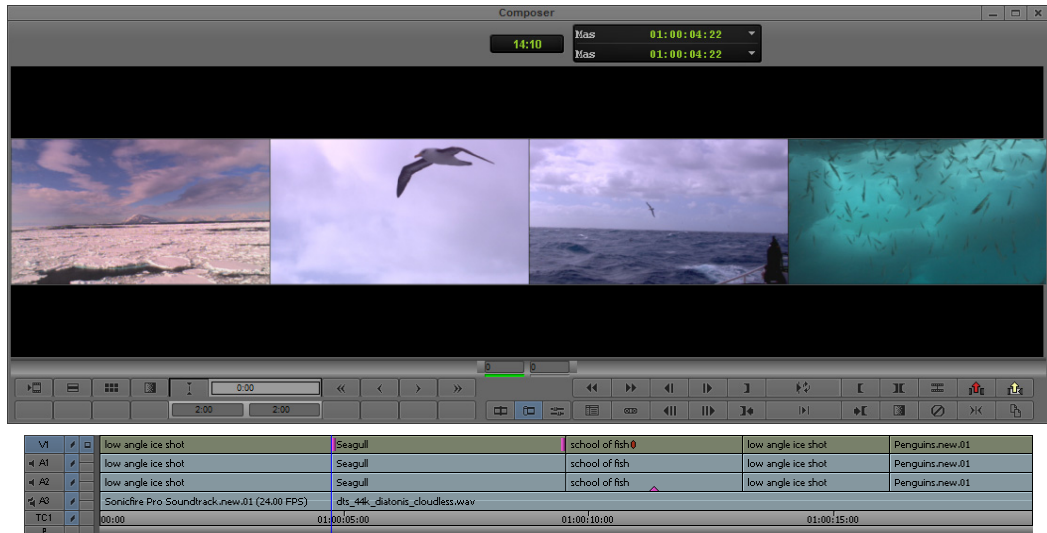 Composer
14:10
Mas 01:00:04:22
Mas 01:00:04:22
0 0
0:00
2:00 2:00
V1 low angle ice shot Seagull school of fish low angle ice shot Penguins.new.01
A1 low angle ice shot Seagull school of fish low angle ice shot Penguins.new.01
A2 low angle ice shot Seagull school of fish low angle ice shot Penguins.new.01
A3 Sonicfire Pro Soundtrack.new.01 (24.00 FPS) dts_44k_diatonis_cloudless.wav
TC1 00:00 01:00:05:00 01:00:10:00 01:00:15:00